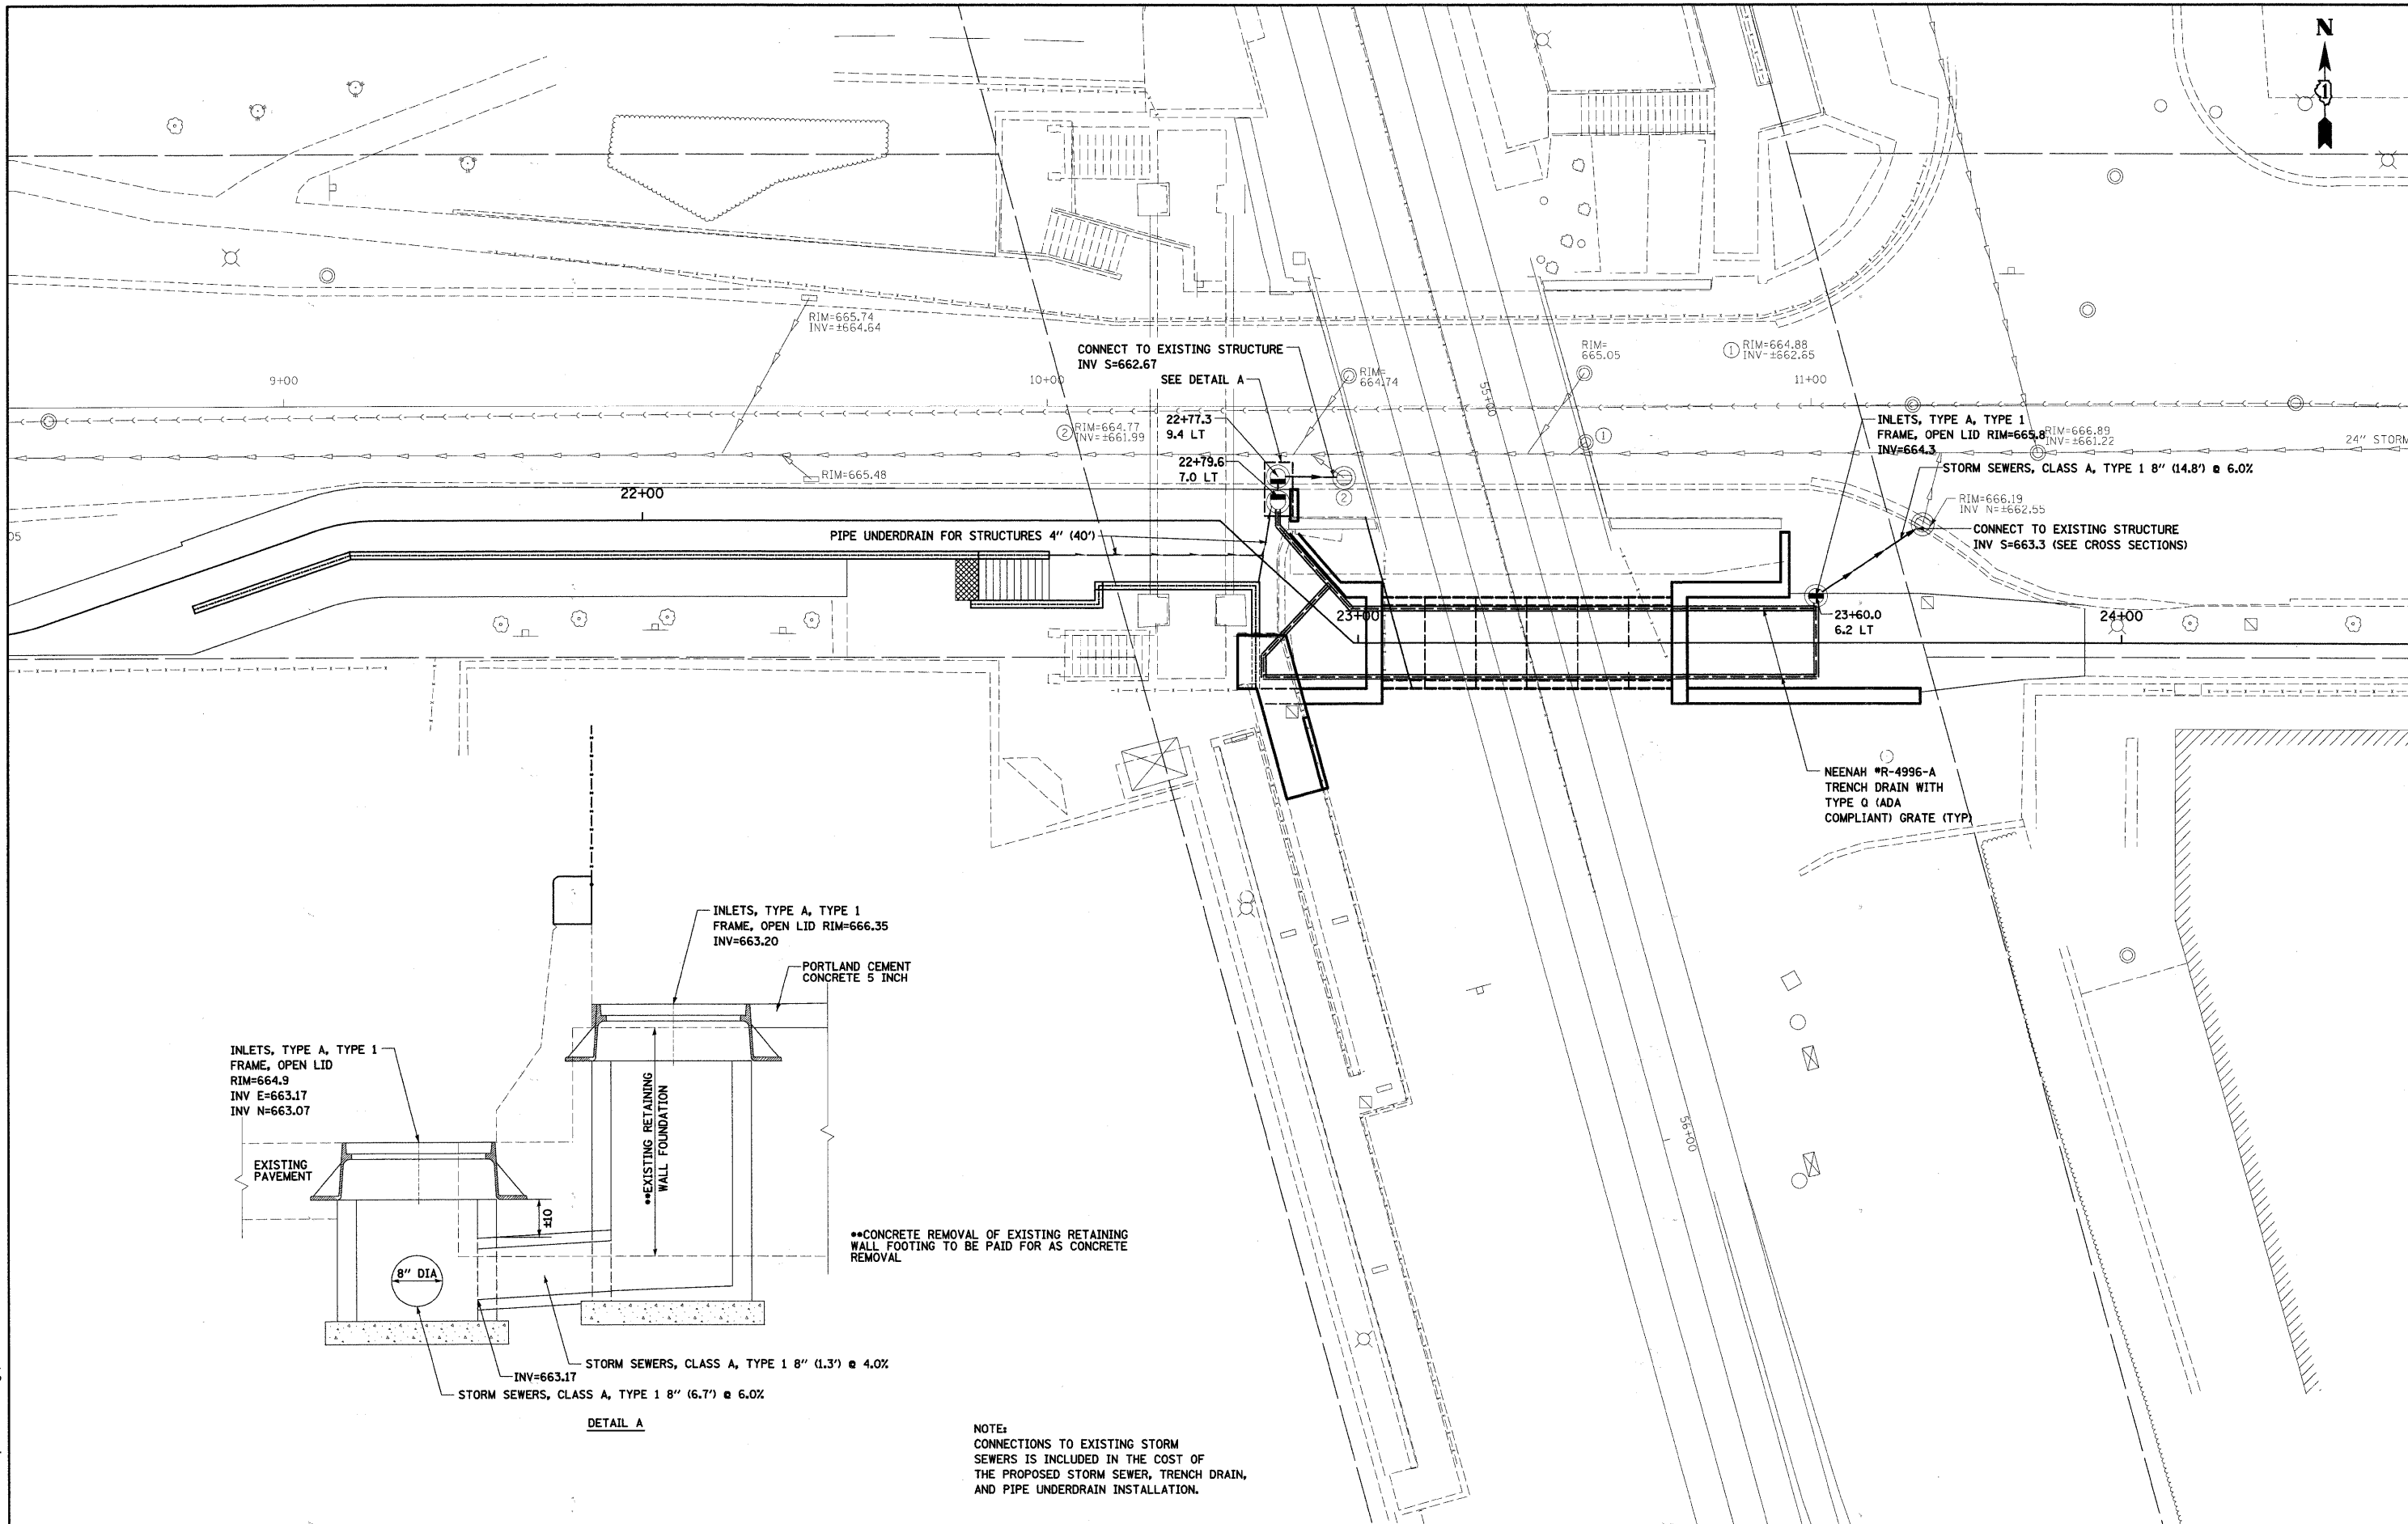 N
1
RIM=665.74
INV=±664.64
CONNECT TO EXISTING STRUCTURE
INV S=662.67
SEE DETAIL A
9+00
10+00
11+00
RIM=
664.74
RIM=
665.05
1
RIM=664.88
INV=±662.65
55+00
22+77.3
9.4 LT
2
RIM=664.77
INV=±661.99
1
INLETS, TYPE A, TYPE 1
FRAME, OPEN LID RIM=665.8
INV=664.3
RIM=666.89
INV=±661.22
24" STORM
22+79.6
7.0 LT
RIM=665.48
STORM SEWERS, CLASS A, TYPE 1 8" (14.8') @ 6.0%
22+00
2
RIM=666.19
INV N=±662.55
CONNECT TO EXISTING STRUCTURE
INV S=663.3 (SEE CROSS SECTIONS)
05
PIPE UNDERDRAIN FOR STRUCTURES 4" (40')
23+00
23+60.0
6.2 LT
24+00
NEENAH #R-4996-A
TRENCH DRAIN WITH
TYPE Q (ADA
COMPLIANT) GRATE (TYP)
INLETS, TYPE A, TYPE 1
FRAME, OPEN LID RIM=666.35
INV=663.20
PORTLAND CEMENT
CONCRETE 5 INCH
INLETS, TYPE A, TYPE 1
FRAME, OPEN LID
RIM=664.9
INV E=663.17
INV N=663.07
EXISTING
PAVEMENT
**EXISTING RETAINING
WALL FOUNDATION
±10
8" DIA
**CONCRETE REMOVAL OF EXISTING RETAINING
WALL FOOTING TO BE PAID FOR AS CONCRETE
REMOVAL
56+00
STORM SEWERS, CLASS A, TYPE 1 8" (1.3') @ 4.0%
INV=663.17
STORM SEWERS, CLASS A, TYPE 1 8" (6.7') @ 6.0%
DETAIL A
NOTE:
CONNECTIONS TO EXISTING STORM
SEWERS IS INCLUDED IN THE COST OF
THE PROPOSED STORM SEWER, TRENCH DRAIN,
AND PIPE UNDERDRAIN INSTALLATION.